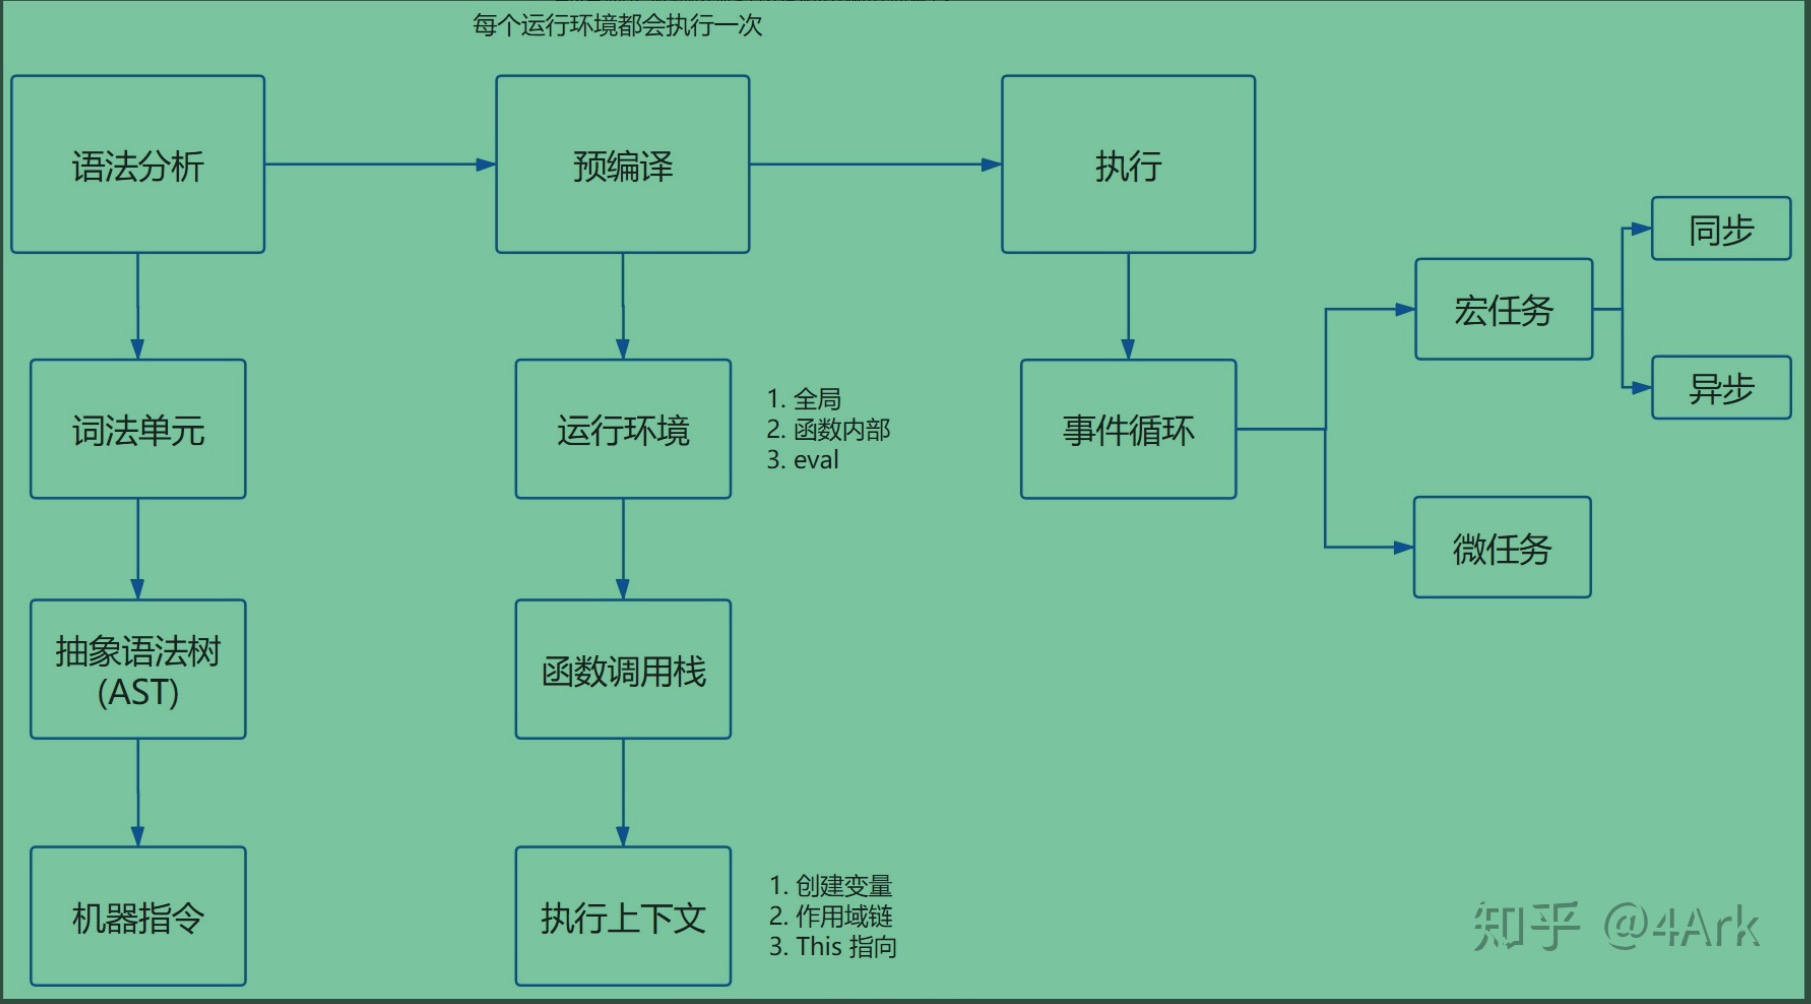 每个运行环境都会执行一次
语法分析
预编译
执行
同步
宏任务
异步
词法单元
运行环境
1. 全局
2. 函数内部
3. eval
事件循环
微任务
抽象语法树
(AST)
函数调用栈
机器指令
执行上下文
1. 创建变量
2. 作用域链
3. This 指向
知乎 @4Ark